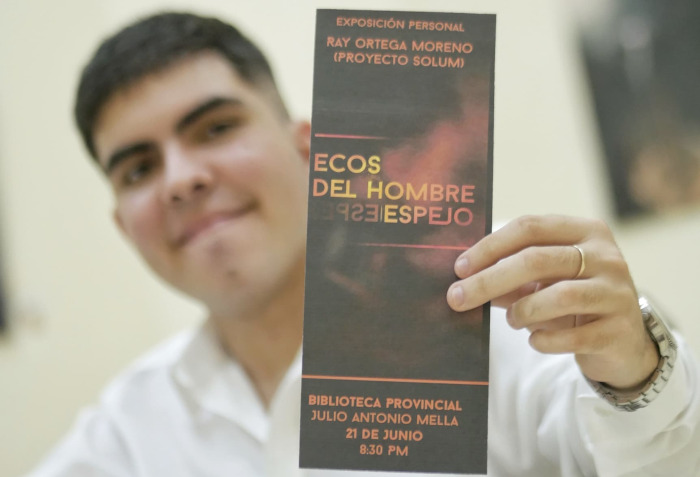 EXPOSICIÓN PERSONAL
RAY ORTEGA MORENO
(PROYECTO SOLUM)
ECOS
DEL HOMBRE
ESPEJO
BIBLIOTECA PROVINCIAL
JULIO ANTONIO MELLA
21 DE JUNIO
8:30 PM